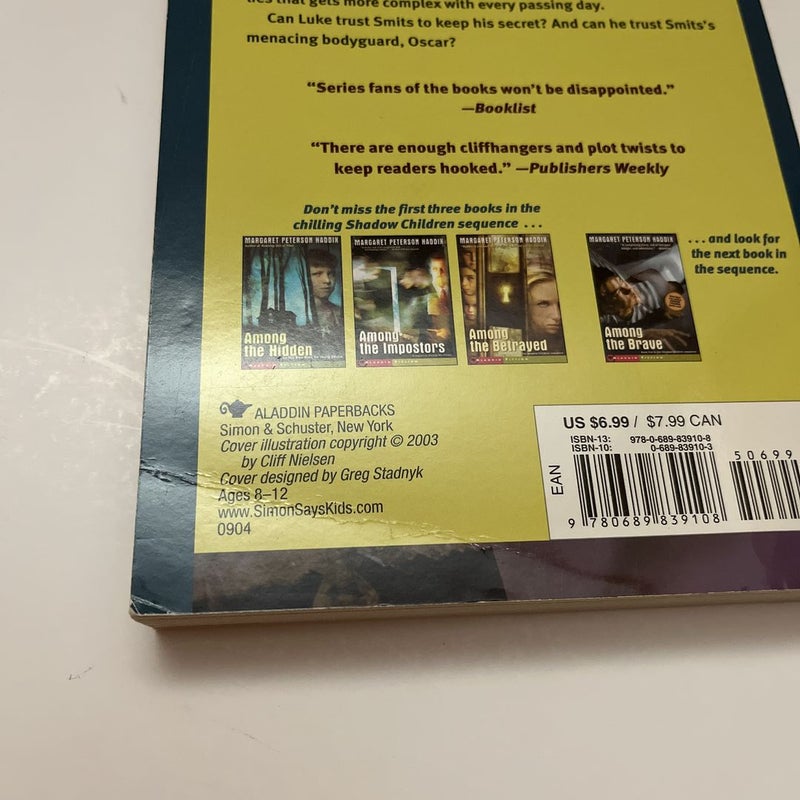 ties that gets more complex with every passing day.
Can Luke trust Smits to keep his secret? And can he trust Smits's
menacing bodyguard, Oscar?
“Series fans of the books won’t be disappointed.”
—Booklist
“There are enough cliffhangers and plot twists to
keep readers hooked.” —Publishers Weekly
Don’t miss the first three books in the
chilling Shadow Children sequence . . .
MARGARET PETERSON HADDIX
Among
the Hidden
MARGARET PETERSON HADDIX
Among
the Impostors
MARGARET PETERSON HADDIX
Among
the Betrayed
MARGARET PETERSON HADDIX
Among
the Brave
. . . and look for
the next book in
the sequence.
ALADDIN PAPERBACKS
Simon & Schuster, New York
Cover illustration copyright © 2003
by Cliff Nielsen
Cover designed by Greg Stadnyk
Ages 8–12
www.SimonSaysKids.com
0904
US $6.99 / $7.99 CAN
ISBN-13: 978-0-689-83910-8
ISBN-10: 0-689-83910-3
50699
EAN
9 780689 839108